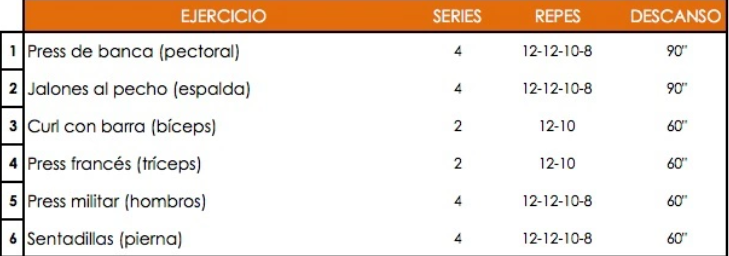 EJERCICIO SERIES REPES DESCANSO
1 Press de banca (pectoral) 4 12-12-10-8 90"
2 Jalones al pecho (espalda) 4 12-12-10-8 90"
3 Curl con barra (bíceps) 2 12-10 60"
4 Press francés (tríceps) 2 12-10 60"
5 Press militar (hombros) 4 12-12-10-8 60"
6 Sentadillas (pierna) 4 12-12-10-8 60"